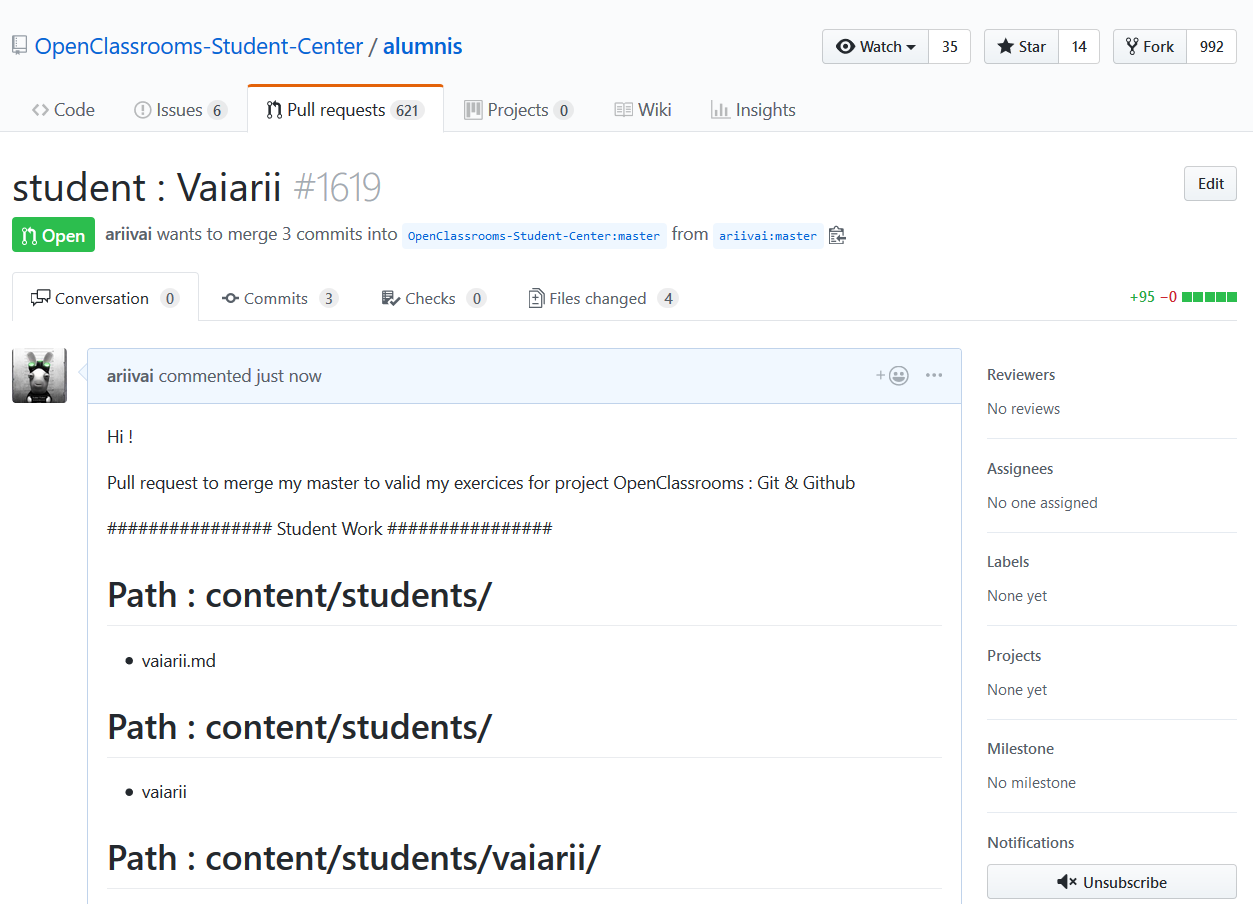 OpenClassrooms-Student-Center / alumnis
Watch 35 Star 14 Fork 992
Code Issues 6 Pull requests 621 Projects 0 Wiki Insights
student : Vaiarii #1619
Edit
Open ariivai wants to merge 3 commits into OpenClassrooms-Student-Center:master from ariivai:master
Conversation 0 Commits 3 Checks 0 Files changed 4 +95 −0
ariivai commented just now
Hi !
Pull request to merge my master to valid my exercices for project OpenClassrooms : Git & Github
################ Student Work ################
Path : content/students/
vaiarii.md
Path : content/students/
vaiarii
Path : content/students/vaiarii/
Reviewers
No reviews
Assignees
No one assigned
Labels
None yet
Projects
None yet
Milestone
No milestone
Notifications
Unsubscribe